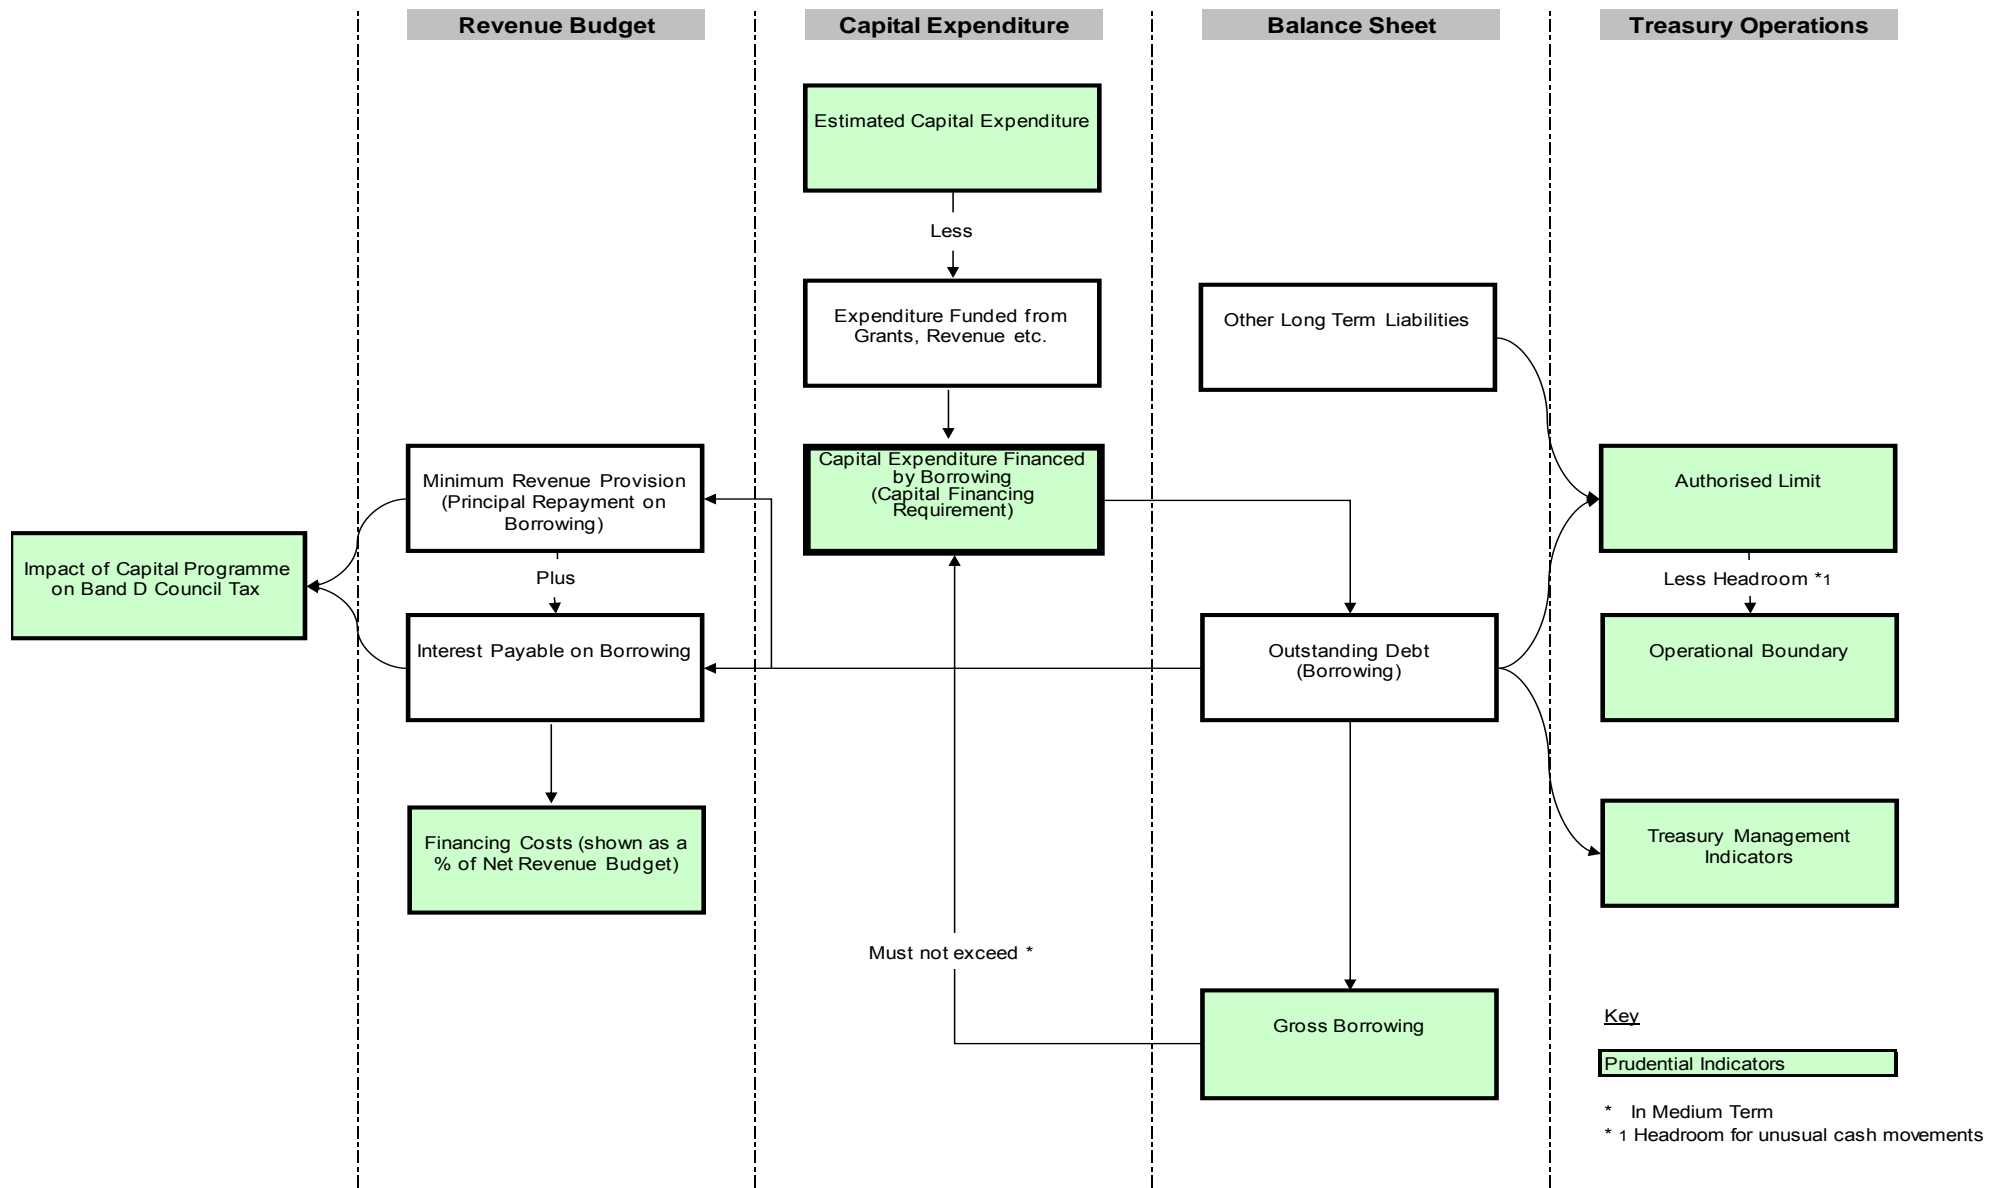 Revenue Budget
Capital Expenditure
Balance Sheet
Treasury Operations
Estimated Capital Expenditure
Less
Expenditure Funded from
Grants, Revenue etc.
Other Long Term Liabilities
Minimum Revenue Provision
(Principal Repayment on
Borrowing)
Capital Expenditure Financed
by Borrowing
(Capital Financing
Requirement)
Authorised Limit
Impact of Capital Programme
on Band D Council Tax
Plus
Less Headroom *1
Interest Payable on Borrowing
Outstanding Debt
(Borrowing)
Operational Boundary
Financing Costs (shown as a
% of Net Revenue Budget)
Treasury Management
Indicators
Must not exceed *
Gross Borrowing
Key
Prudential Indicators
* In Medium Term
* 1 Headroom for unusual cash movements